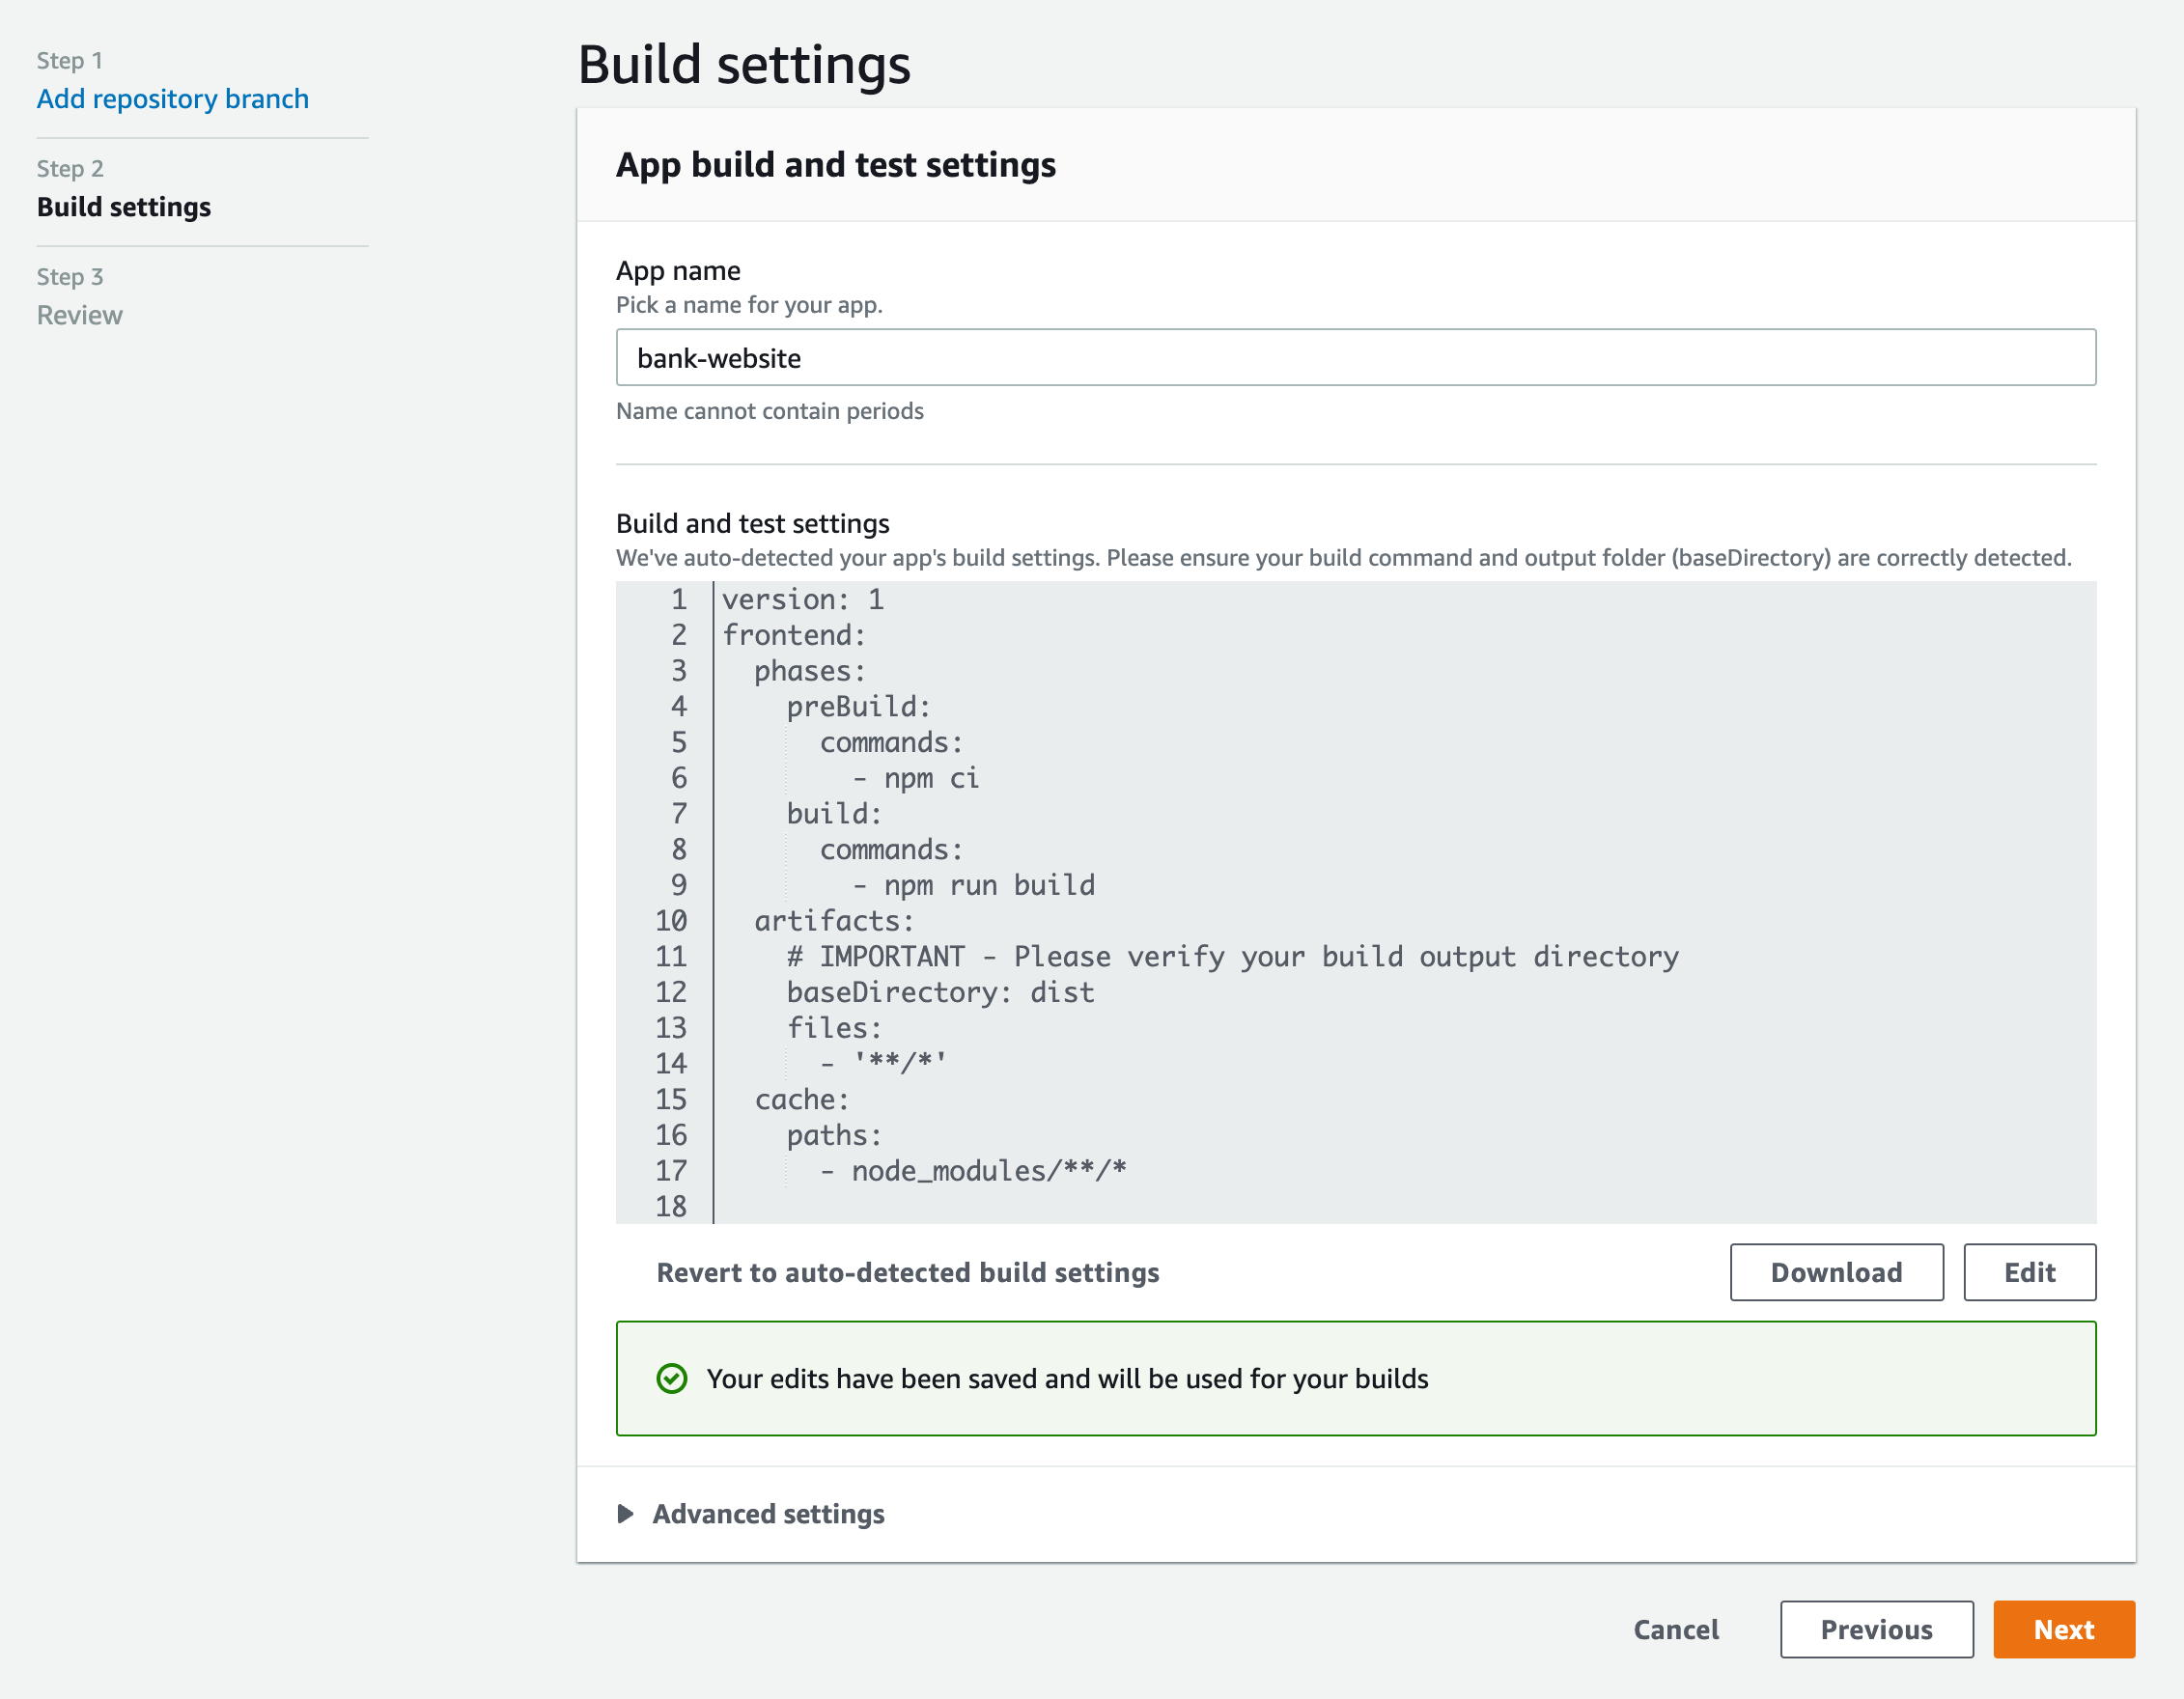 Step 1
Add repository branch
Step 2
Build settings
Step 3
Review
Build settings
App build and test settings
App name
Pick a name for your app.
bank-website
Name cannot contain periods
Build and test settings
We've auto-detected your app's build settings. Please ensure your build command and output folder (baseDirectory) are correctly detected.
1 version: 1
2 frontend:
3   phases:
4     preBuild:
5       commands:
6         - npm ci
7     build:
8       commands:
9         - npm run build
10   artifacts:
11     # IMPORTANT - Please verify your build output directory
12     baseDirectory: dist
13     files:
14       - '**/*'
15   cache:
16     paths:
17       - node_modules/**/*
18
Revert to auto-detected build settings
Download
Edit
Your edits have been saved and will be used for your builds
Advanced settings
Cancel
Previous
Next